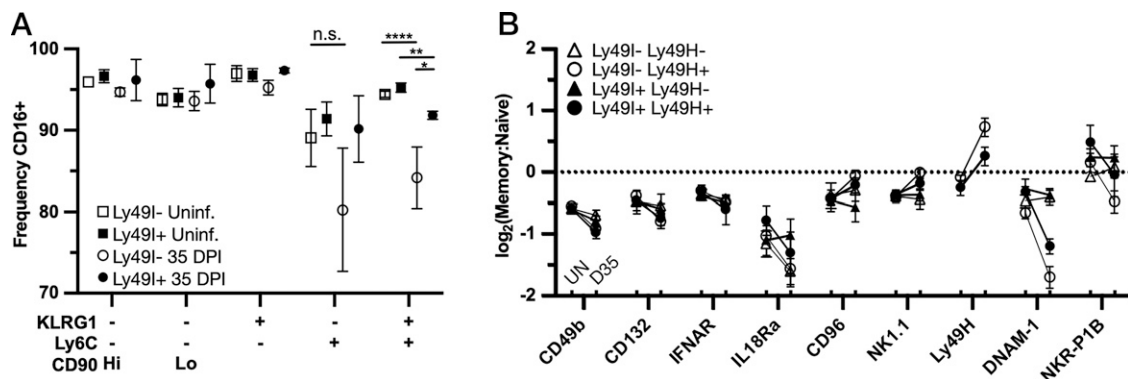 A
Frequency CD16+
100
90
80
70
n.s.
****
**
*
Ly49I- Uninf.
Ly49I+ Uninf.
Ly49I- 35 DPI
Ly49I+ 35 DPI
KLRG1 - - + - +
Ly6C - - - + +
CD90 Hi Lo
B
log2(Memory:Naive)
2
1
0
-1
-2
Ly49I- Ly49H-
Ly49I- Ly49H+
Ly49I+ Ly49H-
Ly49I+ Ly49H+
UN
D35
CD49b
CD132
IFNAR
IL18Ra
CD96
NK1.1
Ly49H
DNAM-1
NKR-P1B